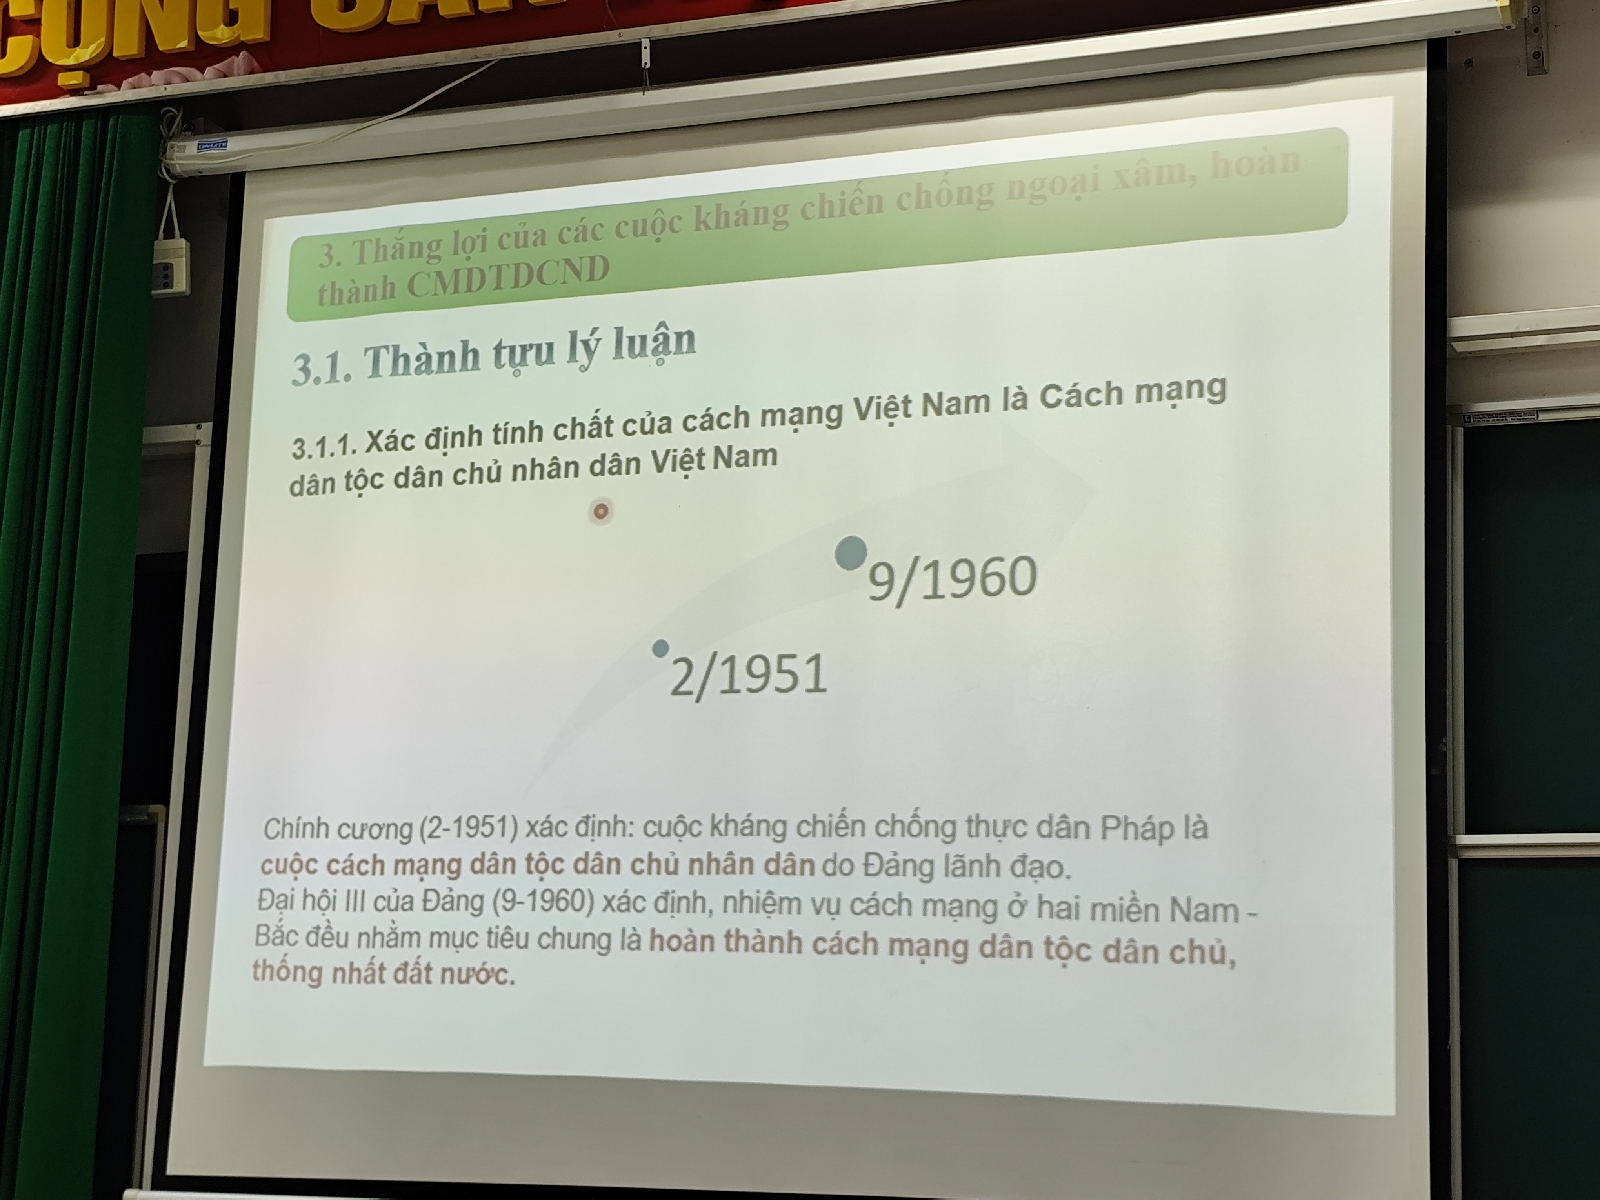 CỘNG SẢN
3. Thắng lợi của các cuộc kháng chiến chống ngoại xâm, hoàn
thành CMDTDCND
3.1. Thành tựu lý luận
3.1.1. Xác định tính chất của cách mạng Việt Nam là Cách mạng
dân tộc dân chủ nhân dân Việt Nam
9/1960
2/1951
Chính cương (2-1951) xác định: cuộc kháng chiến chống thực dân Pháp là
cuộc cách mạng dân tộc dân chủ nhân dân do Đảng lãnh đạo.
Đại hội III của Đảng (9-1960) xác định, nhiệm vụ cách mạng ở hai miền Nam -
Bắc đều nhằm mục tiêu chung là hoàn thành cách mạng dân tộc dân chủ,
thống nhất đất nước.